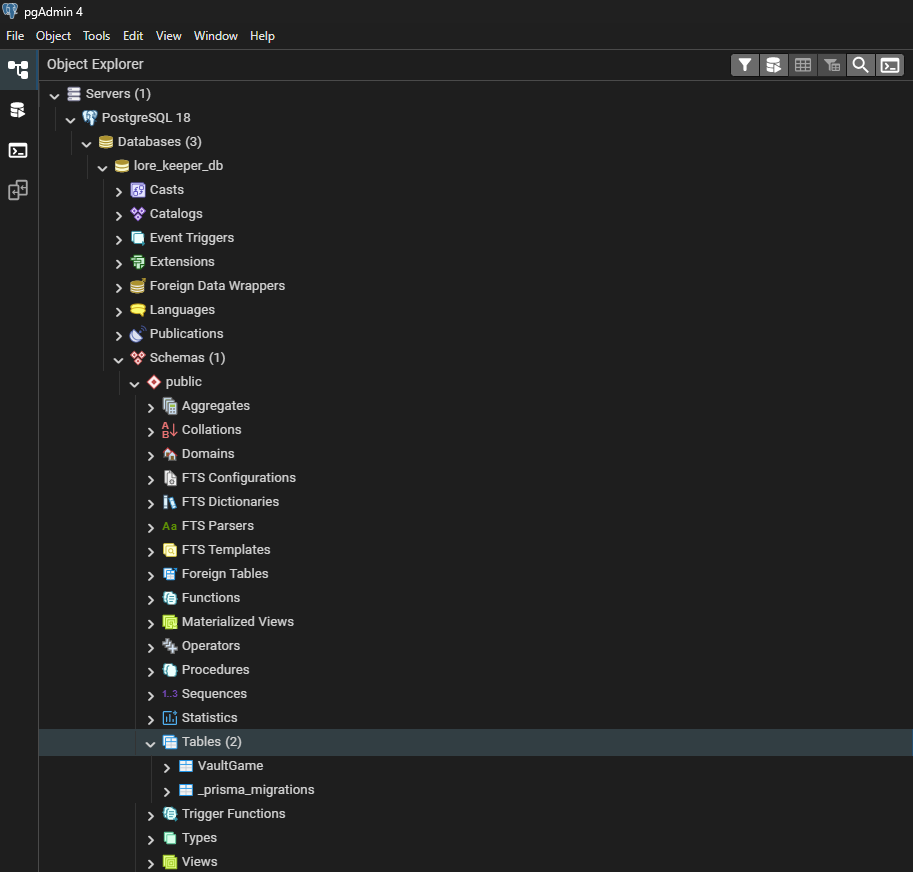 pgAdmin 4
File Object Tools Edit View Window Help
Object Explorer
Servers (1)
PostgreSQL 18
Databases (3)
lore_keeper_db
Casts
Catalogs
Event Triggers
Extensions
Foreign Data Wrappers
Languages
Publications
Schemas (1)
public
Aggregates
Collations
Domains
FTS Configurations
FTS Dictionaries
Aa FTS Parsers
FTS Templates
Foreign Tables
Functions
Materialized Views
Operators
Procedures
1..3 Sequences
Statistics
Tables (2)
VaultGame
_prisma_migrations
Trigger Functions
Types
Views